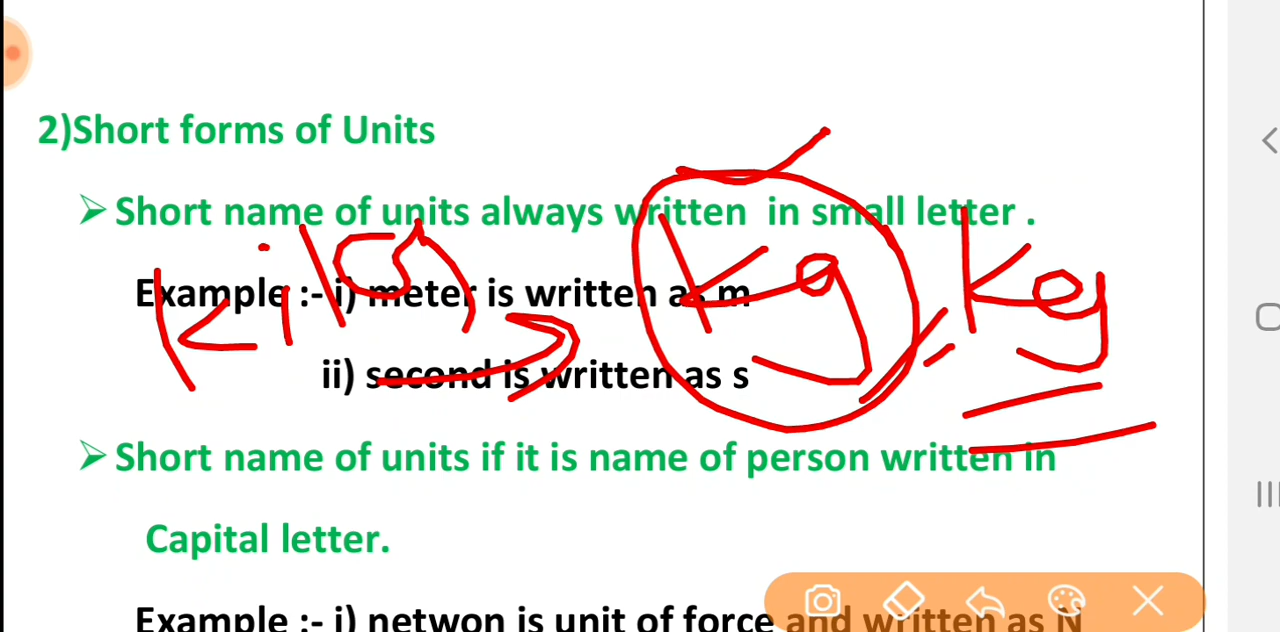 2)Short forms of Units
➢ Short name of units always written in small letter .
Example :- i) meter is written as m
kilog → kg, kg
ii) second is written as s
➢ Short name of units if it is name of person written in
Capital letter.
Example :- i) netwon is unit of force and written as N